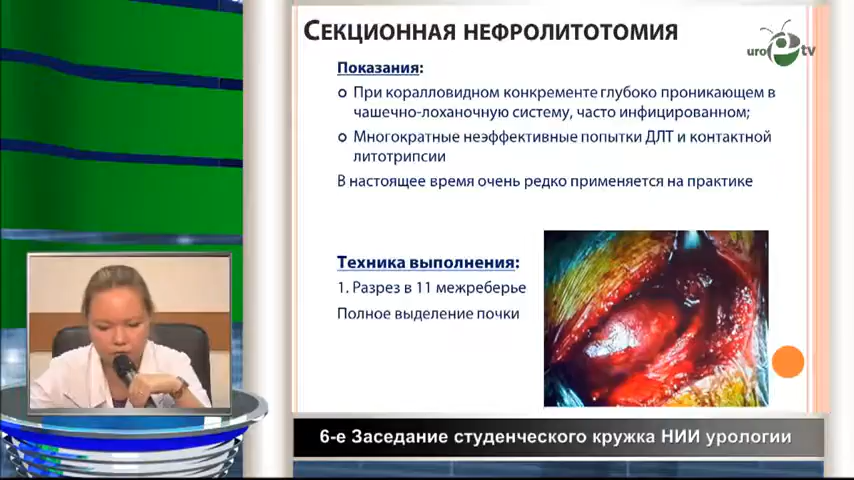 СЕКЦИОННАЯ НЕФРОЛИТОТОМИЯ
uro tv
Показания:
При коралловидном конкременте глубоко проникающем в
чашечно-лоханочную систему, часто инфицированном;
Многократные неэффективные попытки ДЛТ и контактной
литотрипсии
В настоящее время очень редко применяется на практике
Техника выполнения:
1. Разрез в 11 межреберье
Полное выделение почки
6-е Заседание студенческого кружка НИИ урологии